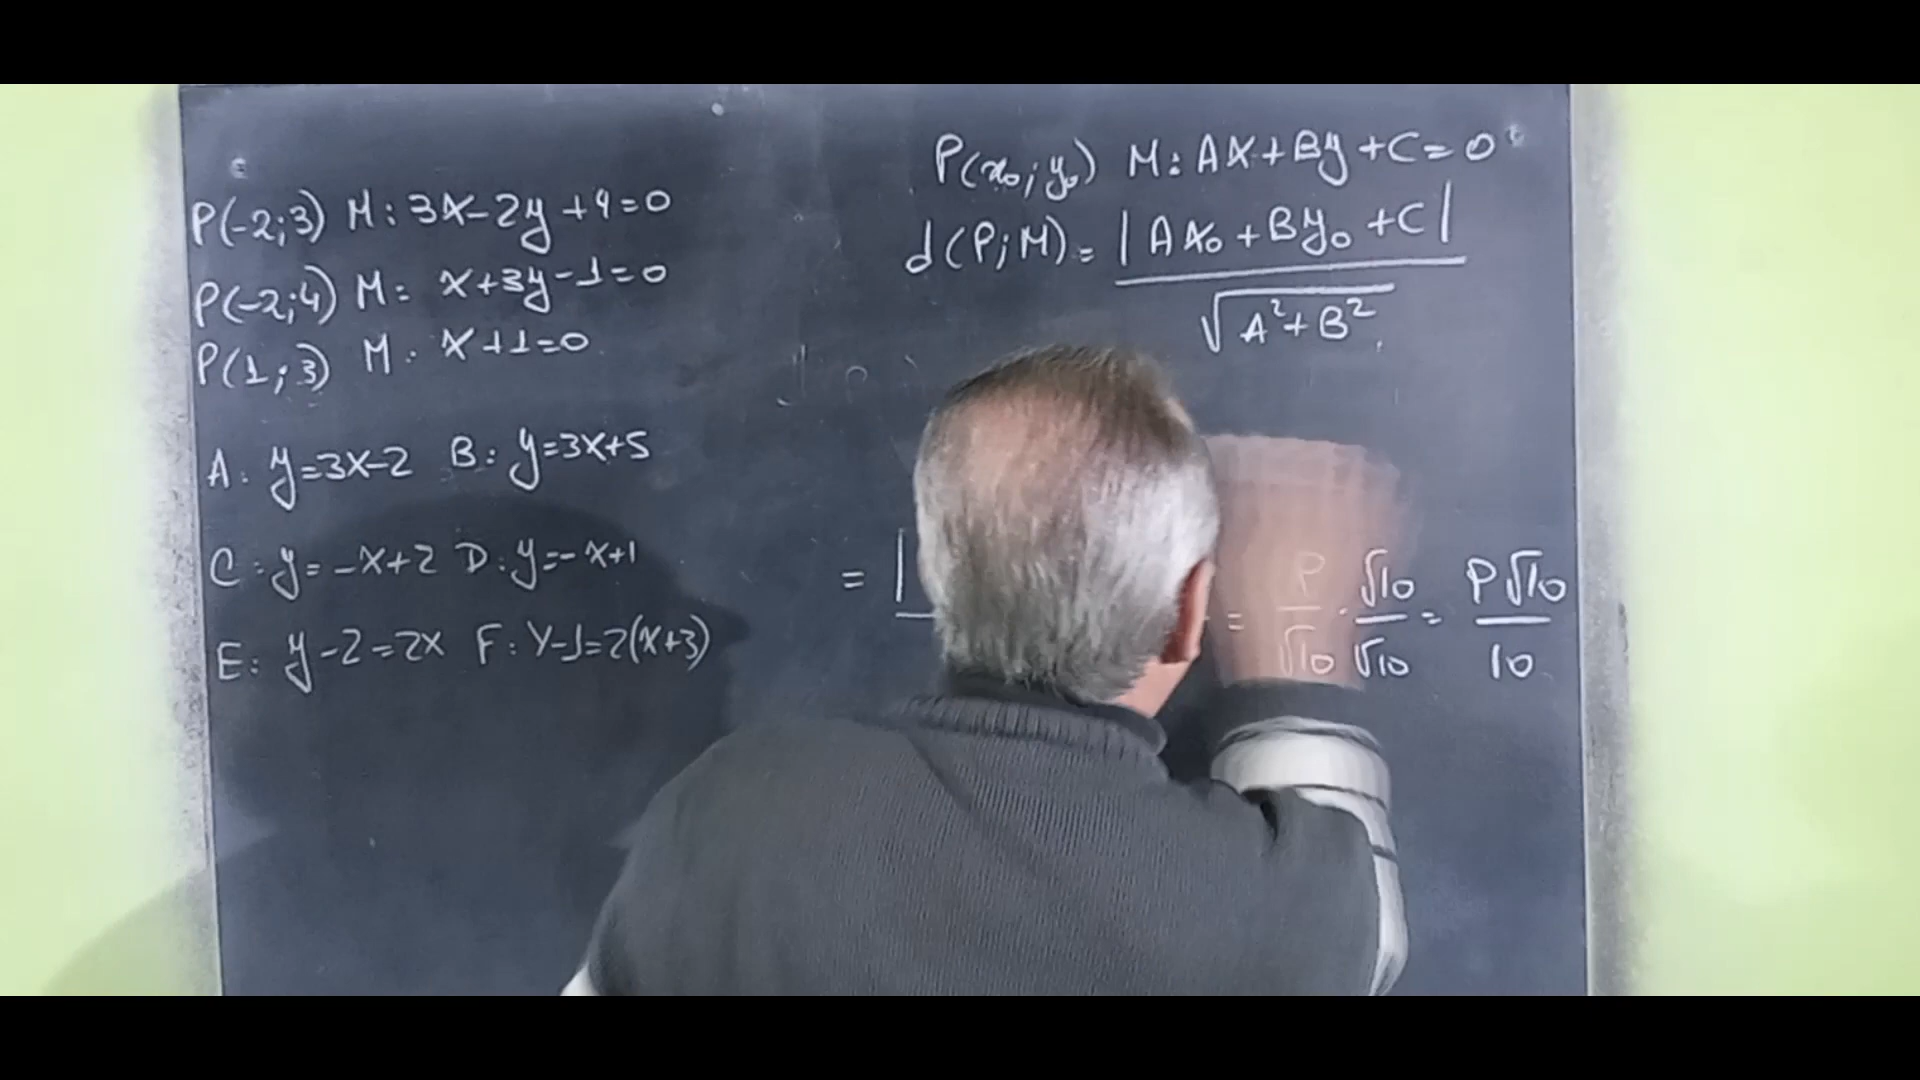 P(-2;3) M: 3x-2y+4=0
P(-2;4) M: x+3y-1=0
P(1;3) M: x+1=0
A: y=3x-2 B: y=3x+5
C: y=-x+2 D: y=-x+1
E: y-2=2x F: y-1=2(x+3)
P(x₀;y₀) M: Ax+By+C=0
d(P;M)= |Ax₀+By₀+C|
√A²+B²
= | = P/√10 · √10/√10 = P√10/10